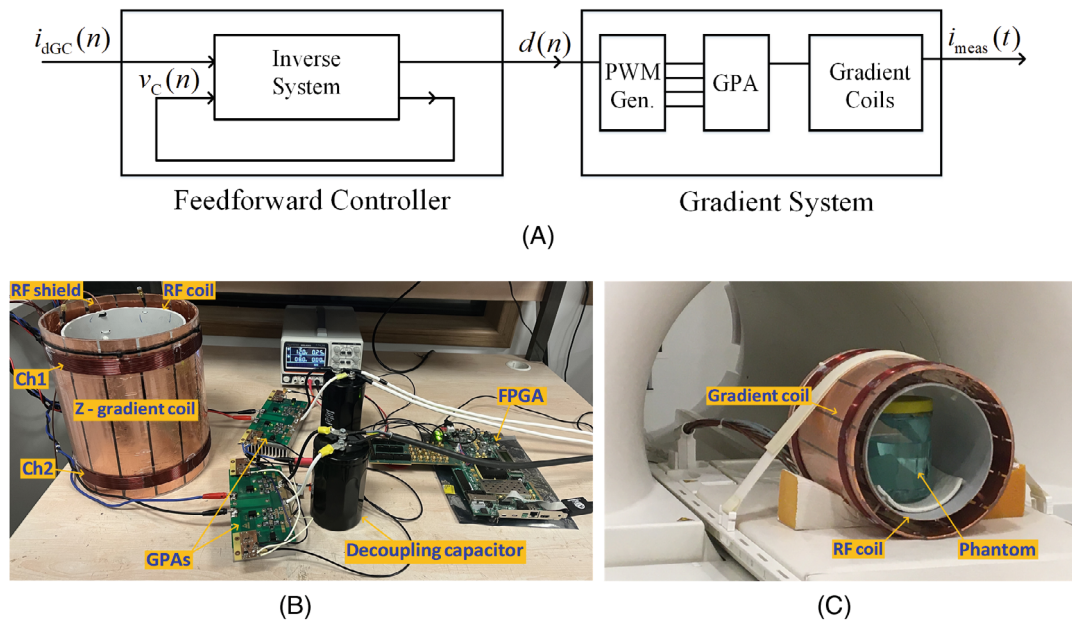 i_dGC(n)
v_C(n)
Inverse
System
d(n)
PWM
Gen.
GPA
Gradient
Coils
i_meas(t)
Feedforward Controller
Gradient System
(A)
RF shield
RF coil
Ch1
Z - gradient coil
Ch2
GPAs
FPGA
Decoupling capacitor
(B)
Gradient coil
RF coil
Phantom
(C)